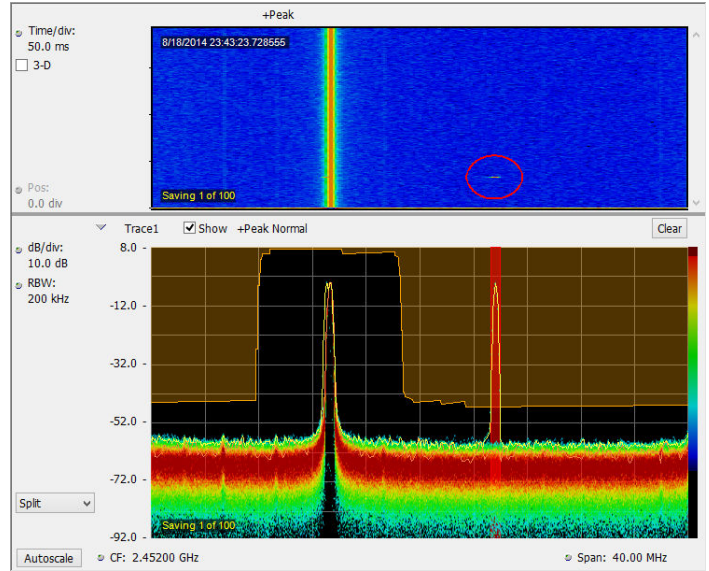 +Peak
Time/div:
50.0 ms
3-D
8/18/2014 23:43:23.728555
Pos:
0.0 div
Saving 1 of 100
Trace1 Show +Peak Normal Clear
dB/div:
10.0 dB
RBW:
200 kHz
8.0 -
-12.0 -
-32.0 -
-52.0 -
-72.0 -
-92.0 -
Split
Saving 1 of 100
Autoscale CF: 2.45200 GHz Span: 40.00 MHz